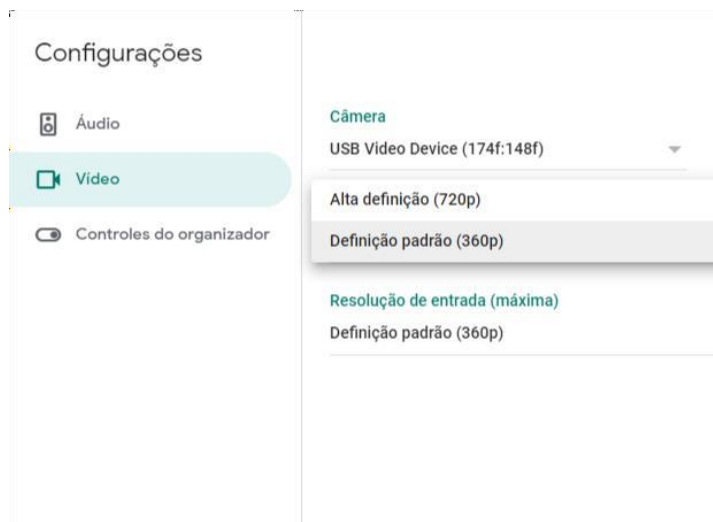 Configurações
Áudio
Vídeo
Controles do organizador
Câmera
USB Video Device (174f:148f)
Alta definição (720p)
Definição padrão (360p)
Resolução de entrada (máxima)
Definição padrão (360p)